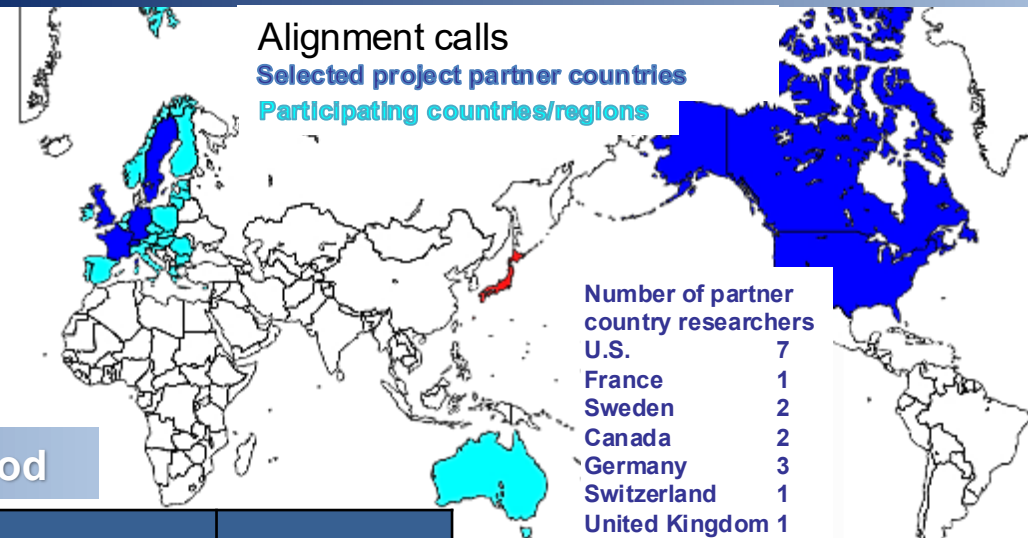 Alignment calls
Selected project partner countries
Participating countries/regions
Number of partner
country researchers
U.S. 7
France 1
Sweden 2
Canada 2
Germany 3
Switzerland 1
United Kingdom 1
od